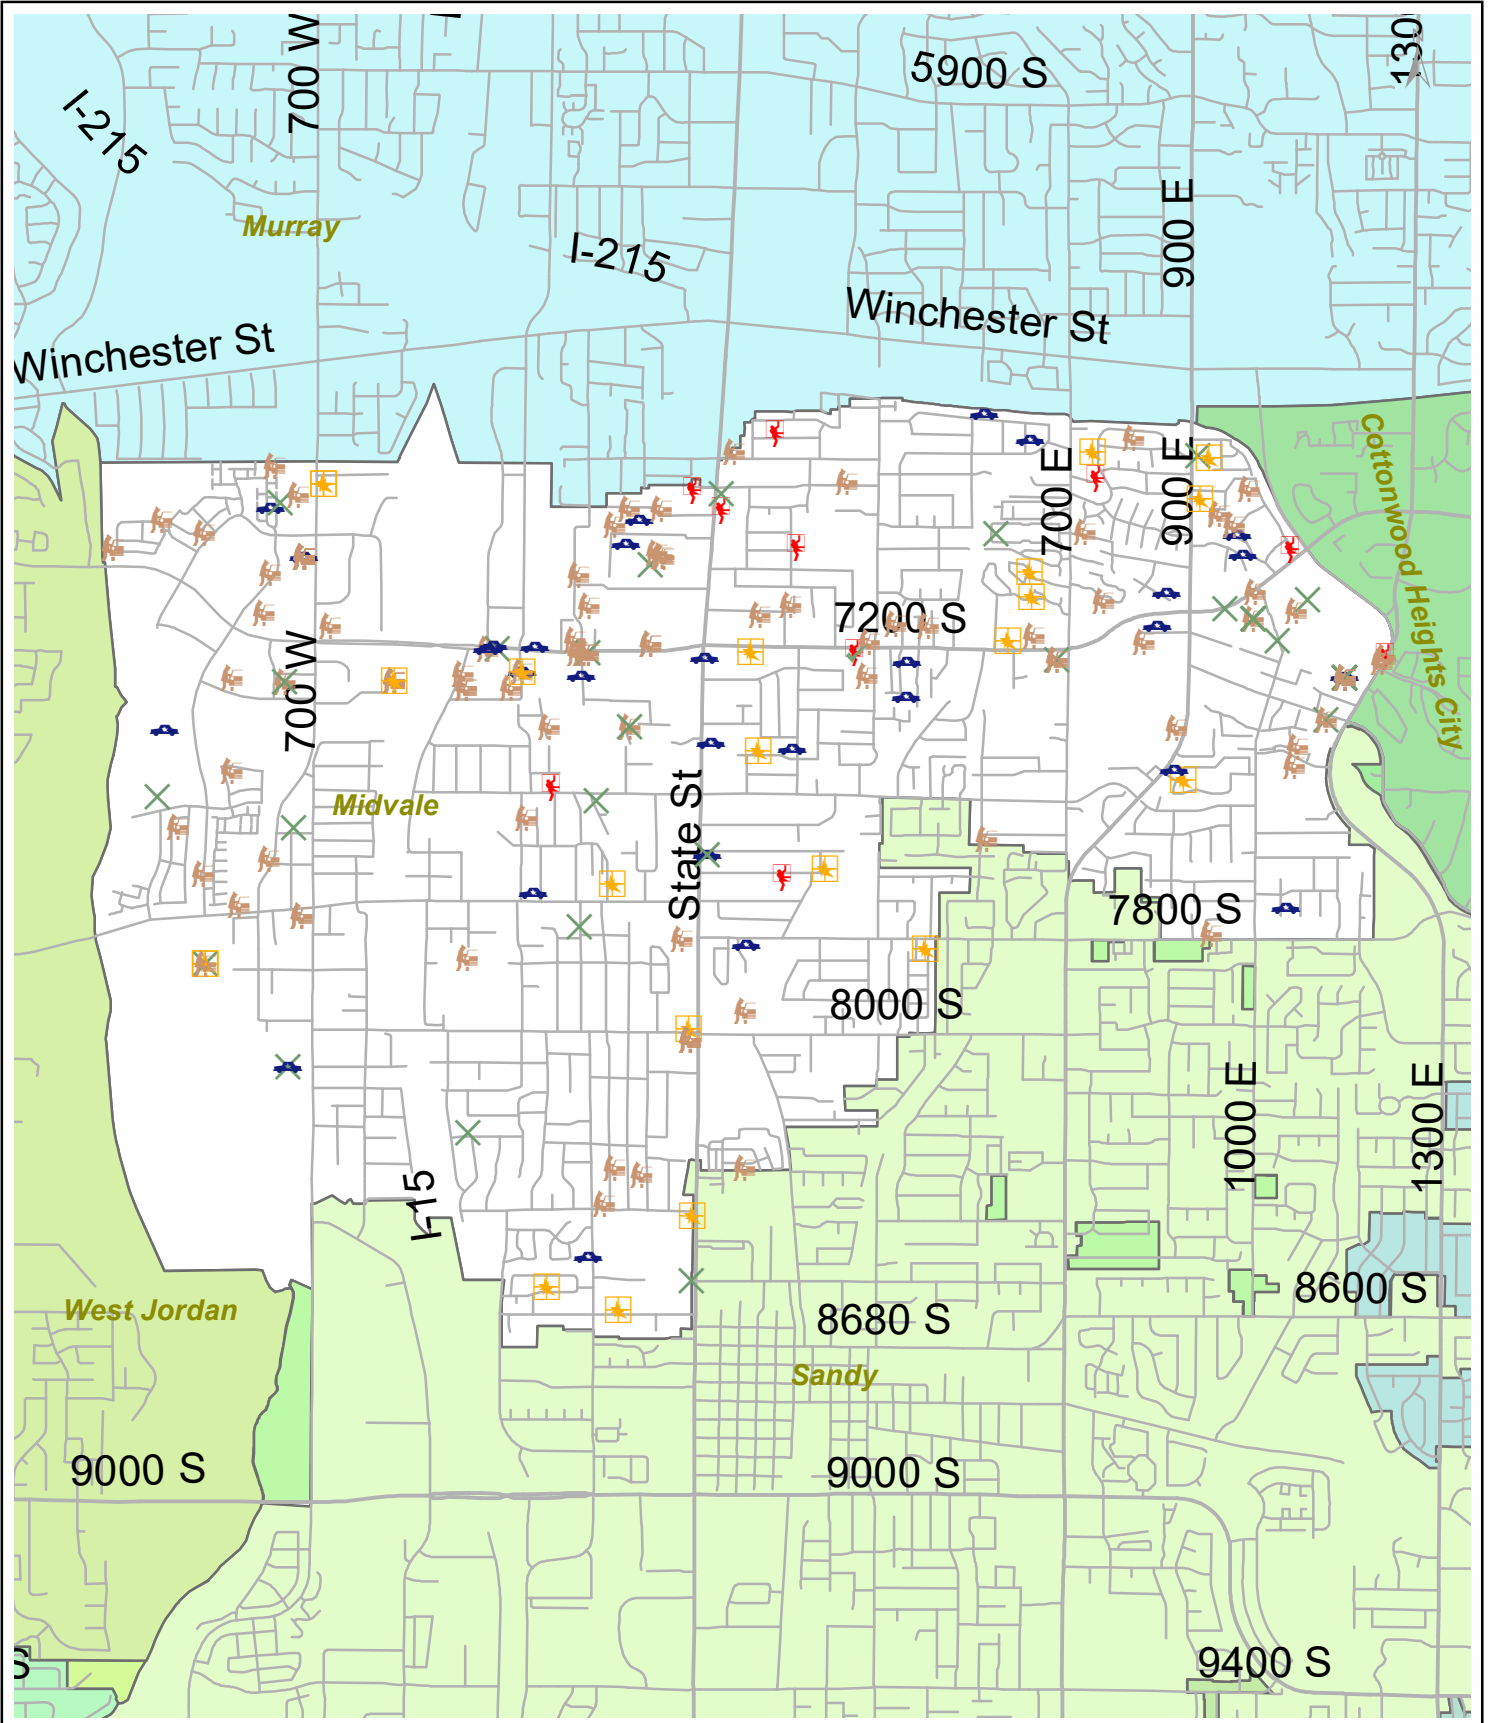 700 W
5900 S
130
I-215
900 E
Murray
I-215
Winchester St
Winchester St
Cottonwood Heights City
700 E
900 E
7200 S
700 W
Midvale
State St
7800 S
8000 S
1000 E
1300 E
I-15
8600 S
West Jordan
8680 S
Sandy
9000 S
9000 S
S
9400 S